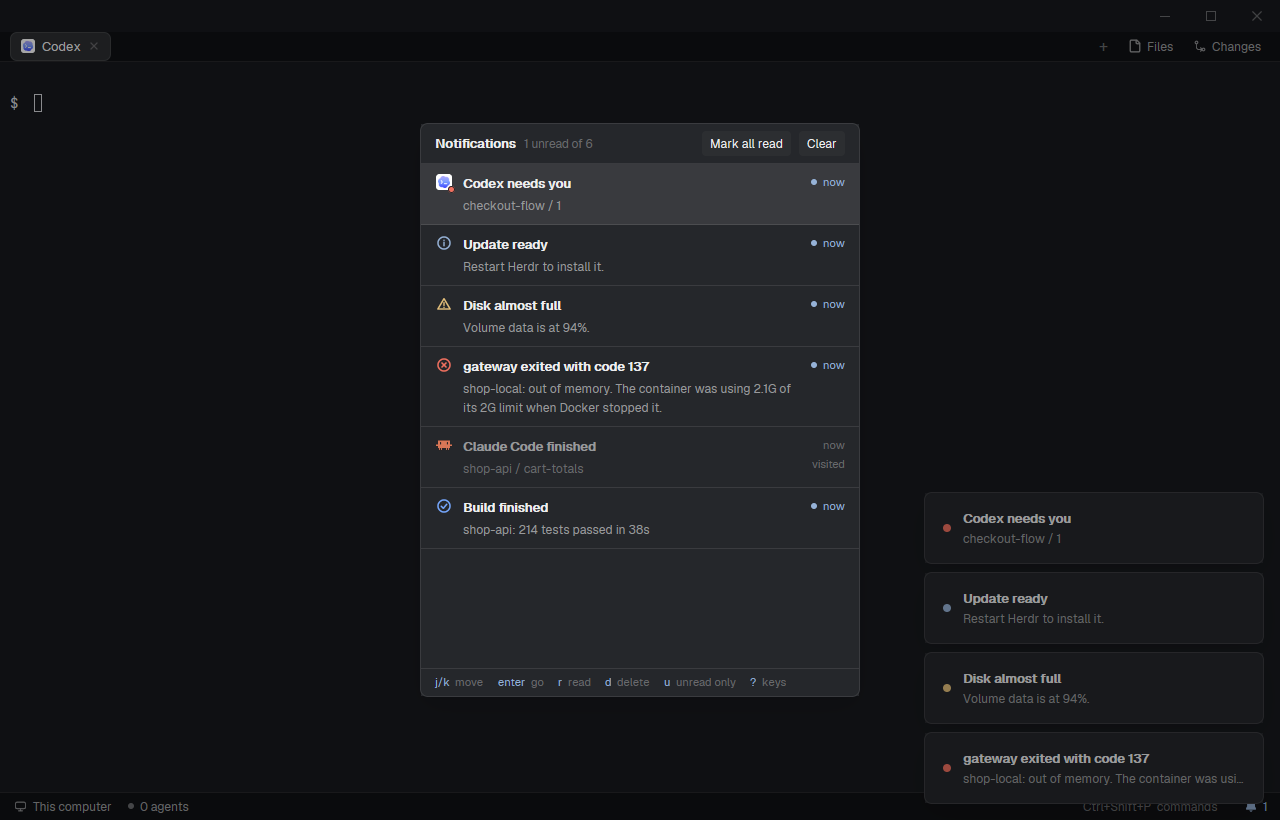 Codex
Files
Changes
$
Notifications 1 unread of 6
Mark all read
Clear
Codex needs you
now
checkout-flow / 1
Update ready
now
Restart Herdr to install it.
Disk almost full
now
Volume data is at 94%.
gateway exited with code 137
now
shop-local: out of memory. The container was using 2.1G of
its 2G limit when Docker stopped it.
Claude Code finished
now
shop-api / cart-totals
visited
Build finished
now
shop-api: 214 tests passed in 38s
j/k move enter go r read d delete u unread only ? keys
Codex needs you
checkout-flow / 1
Update ready
Restart Herdr to install it.
Disk almost full
Volume data is at 94%.
gateway exited with code 137
shop-local: out of memory. The container was usi...
This computer
0 agents
Ctrl+Shift+P commands
1